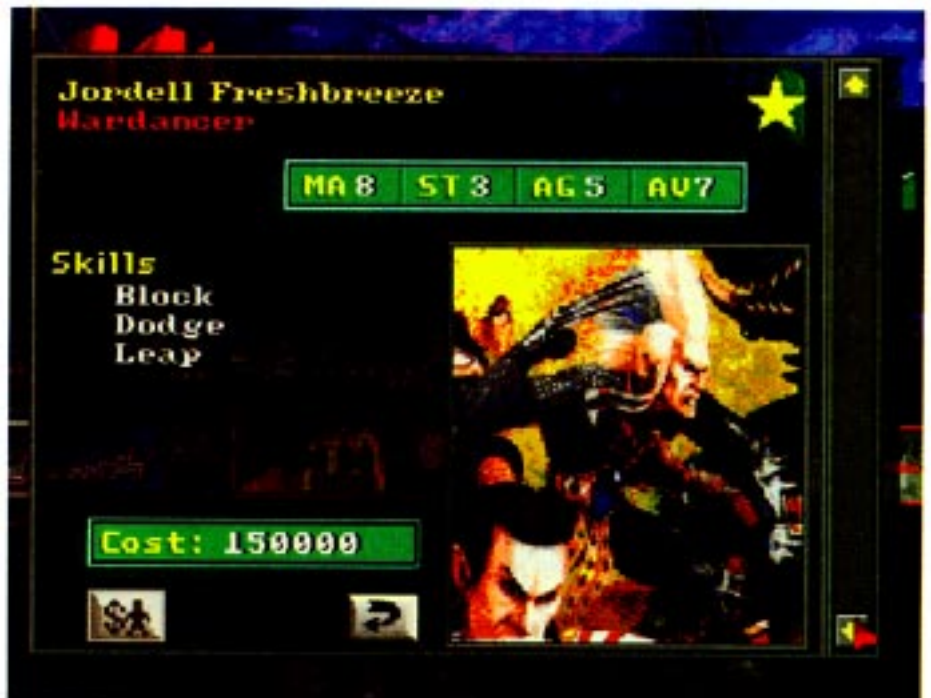 Jordell Freshbreeze
Wardancer
MA 8 ST 3 AG 5 AV 7
Skills
Block
Dodge
Leap
Cost: 150000
$